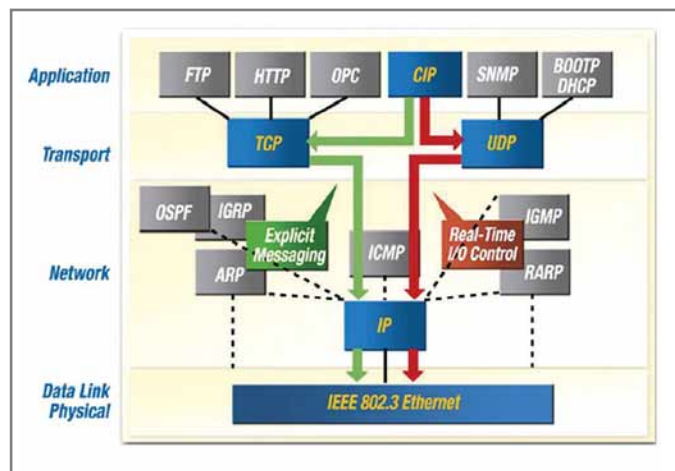 Application
FTP
HTTP
OPC
CIP
SNMP
BOOTP
DHCP
Transport
TCP
UDP
OSPF
IGRP
Explicit
Messaging
ICMP
Real-Time
I/O Control
IGMP
Network
ARP
RARP
IP
Data Link
Physical
IEEE 802.3 Ethernet